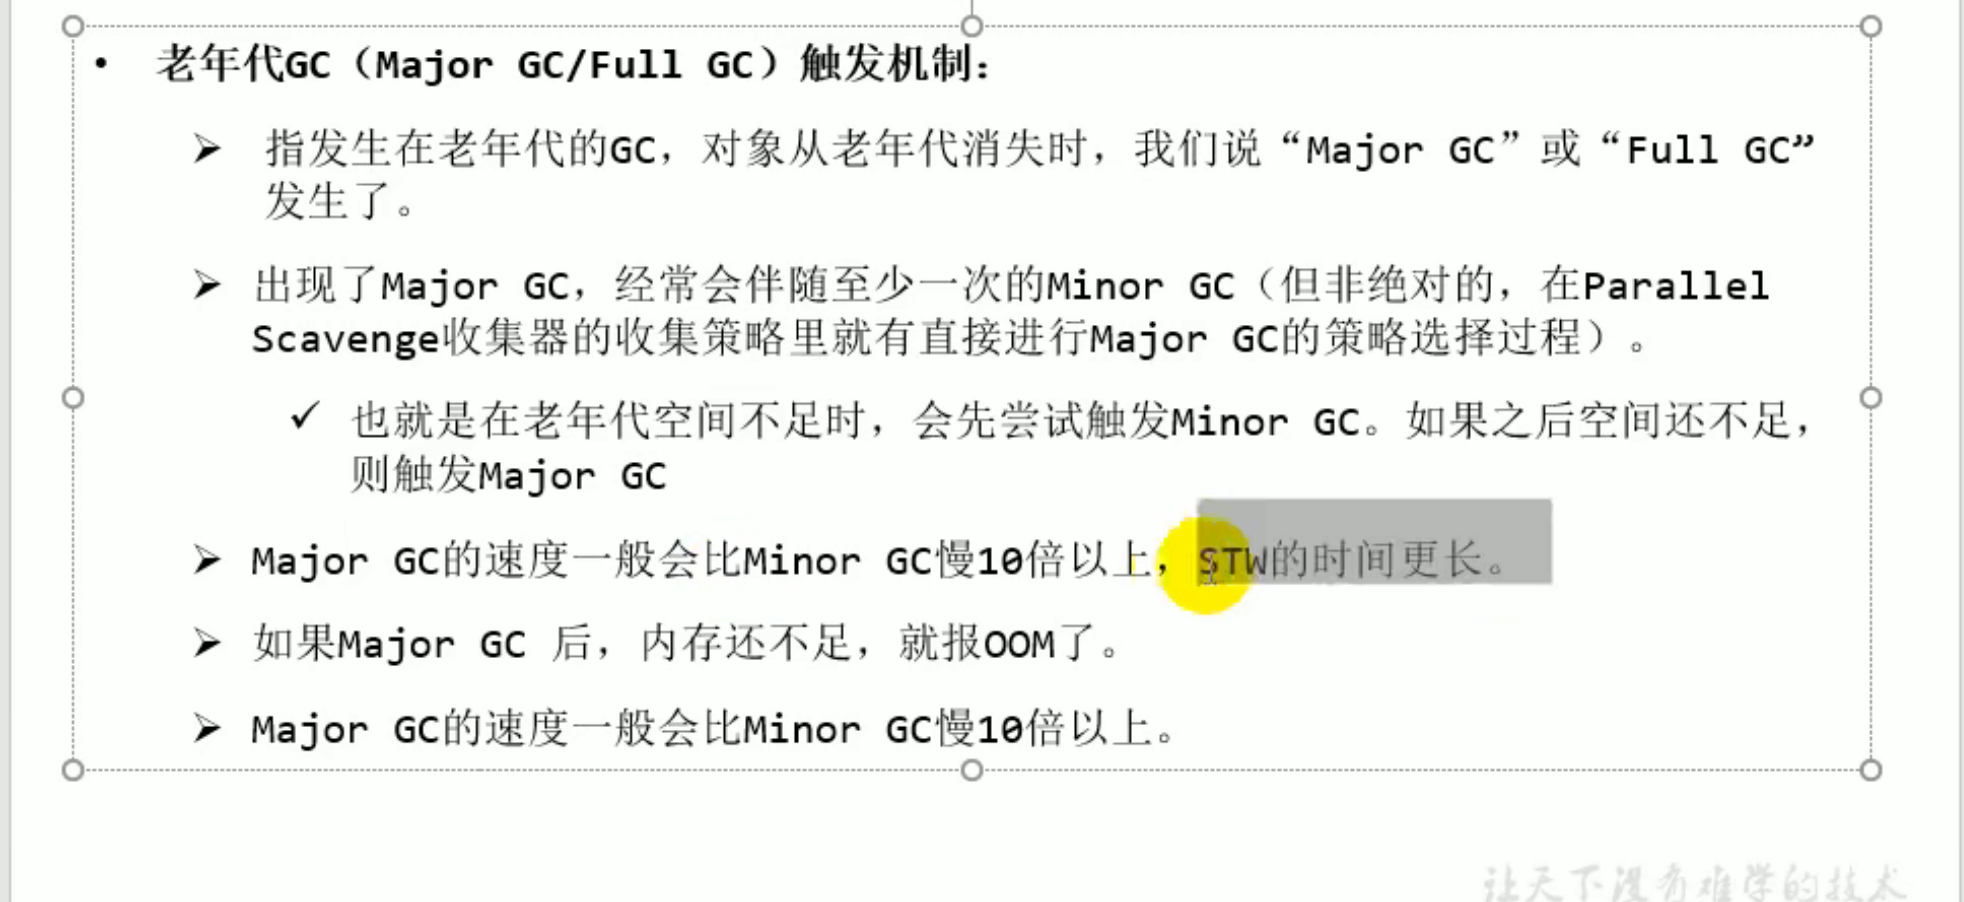 • 老年代GC（Major GC/Full GC）触发机制：
➢ 指发生在老年代的GC，对象从老年代消失时，我们说“Major GC”或“Full GC”
发生了。
➢ 出现了Major GC，经常会伴随至少一次的Minor GC（但非绝对的，在Parallel
Scavenge收集器的收集策略里就有直接进行Major GC的策略选择过程）。
✓ 也就是在老年代空间不足时，会先尝试触发Minor GC。如果之后空间还不足，
则触发Major GC
➢ Major GC的速度一般会比Minor GC慢10倍以上，STW的时间更长。
➢ 如果Major GC 后，内存还不足，就报OOM了。
➢ Major GC的速度一般会比Minor GC慢10倍以上。
让天下没有难学的技术